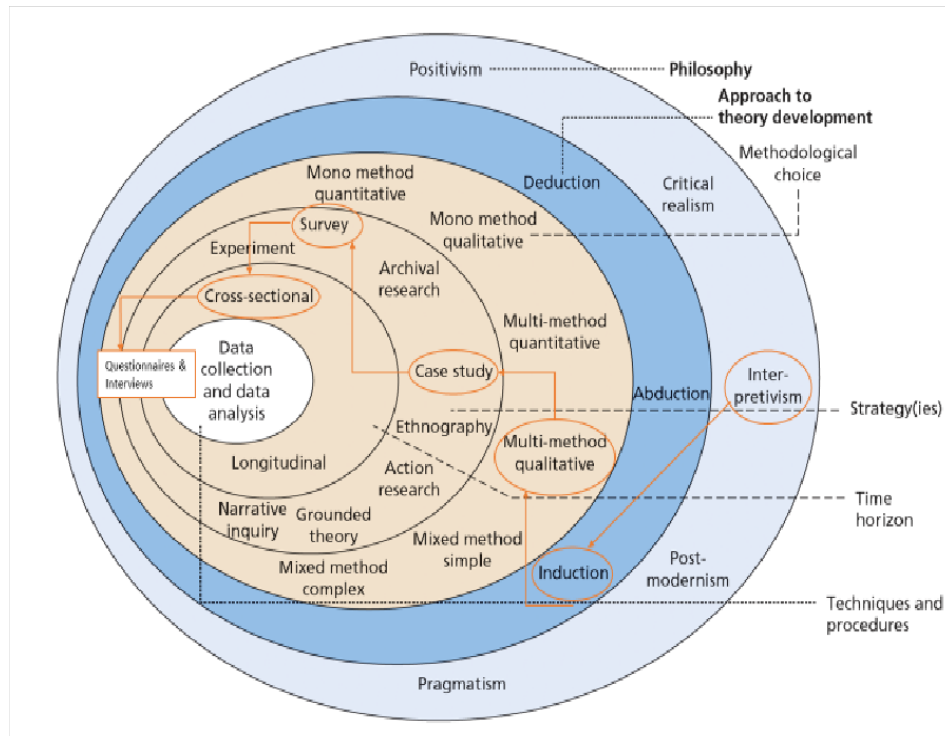 Positivism
Philosophy
Approach to
theory development
Methodological
choice
Mono method
quantitative
Deduction
Critical
realism
Survey
Mono method
qualitative
Experiment
Archival
research
Cross-sectional
Multi-method
quantitative
Data
collection
and data
analysis
Questionnaires &
Interviews
Case study
Inter-
pretivism
Abduction
Strategy(ies)
Ethnography
Multi-method
qualitative
Longitudinal
Action
research
Time
horizon
Narrative
inquiry
Grounded
theory
Mixed method
simple
Mixed method
complex
Induction
Post-
modernism
Techniques and
procedures
Pragmatism